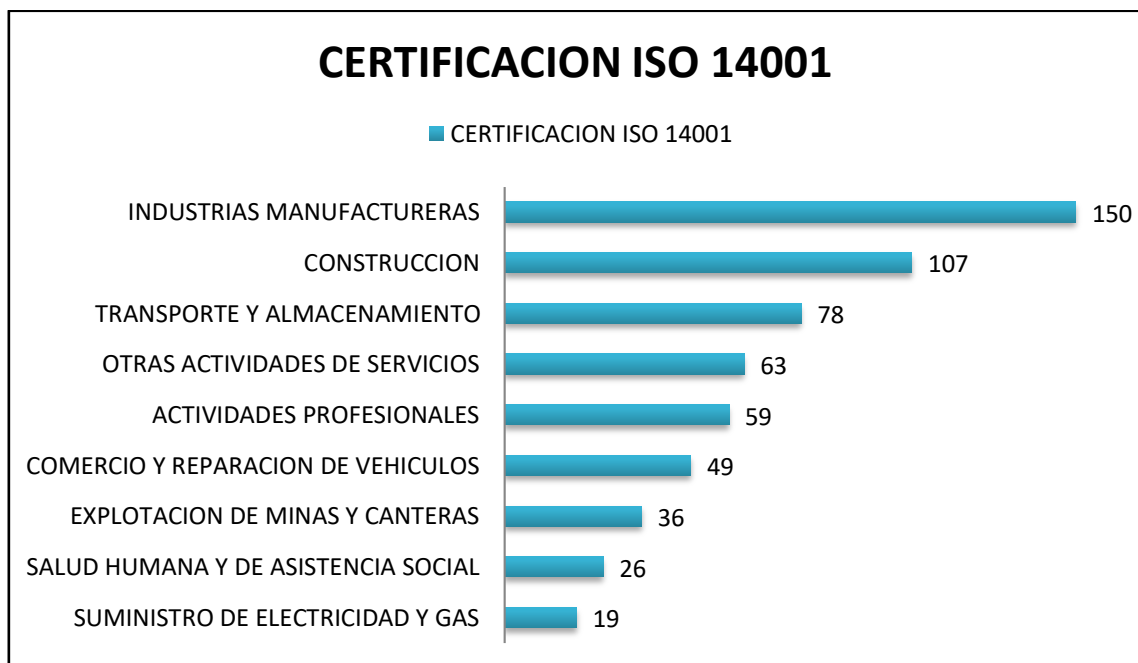 CERTIFICACION ISO 14001
CERTIFICACION ISO 14001
INDUSTRIAS MANUFACTURERAS 150
CONSTRUCCION 107
TRANSPORTE Y ALMACENAMIENTO 78
OTRAS ACTIVIDADES DE SERVICIOS 63
ACTIVIDADES PROFESIONALES 59
COMERCIO Y REPARACION DE VEHICULOS 49
EXPLOTACION DE MINAS Y CANTERAS 36
SALUD HUMANA Y DE ASISTENCIA SOCIAL 26
SUMINISTRO DE ELECTRICIDAD Y GAS 19